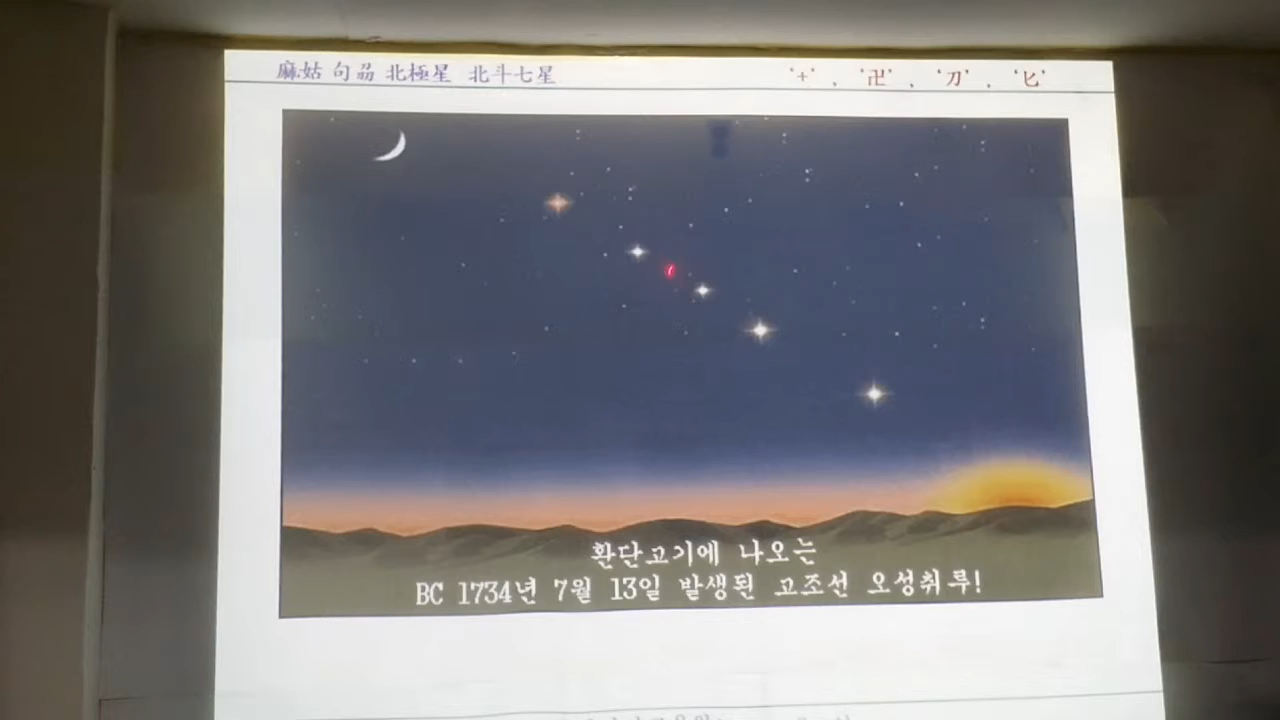 麻姑 句茘 北極星 北斗七星
‘+’, ‘卍’, ‘刀’, ‘匕’
환단고기에 나오는
BC 1734년 7월 13일 발생된 고조선 오성취루!